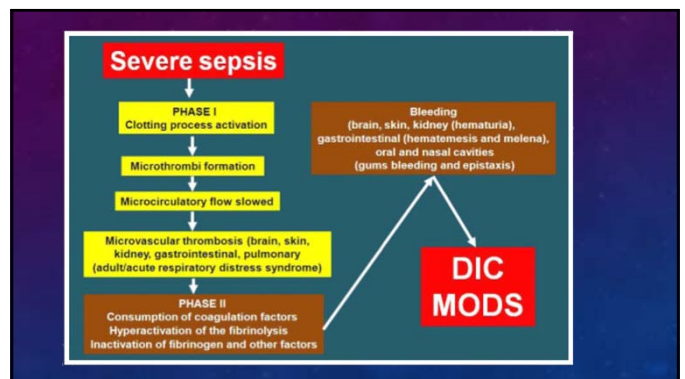 Severe sepsis
PHASE I
Clotting process activation
Microthrombi formation
Microcirculatory flow slowed
Microvascular thrombosis (brain, skin,
kidney, gastrointestinal, pulmonary
(adult/acute respiratory distress syndrome)
PHASE II
Consumption of coagulation factors
Hyperactivation of the fibrinolysis
Inactivation of fibrinogen and other factors
Bleeding
(brain, skin, kidney (hematuria),
gastrointestinal (hematemesis and melena),
oral and nasal cavities
(gums bleeding and epistaxis)
DIC
MODS